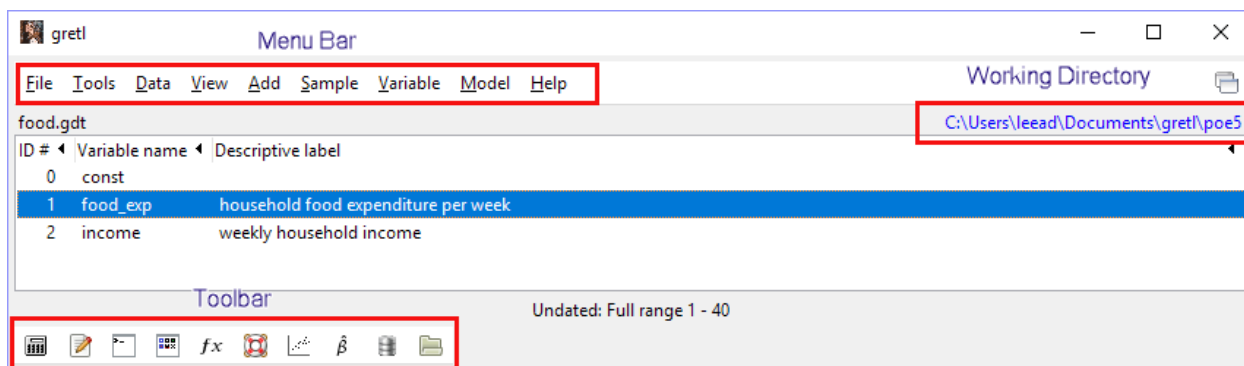 gretl
Menu Bar
File Tools Data View Add Sample Variable Model Help
Working Directory
food.gdt
C:\Users\leead\Documents\gretl\poe5
ID # Variable name Descriptive label
0 const
1 food_exp household food expenditure per week
2 income weekly household income
Toolbar
Undated: Full range 1 - 40
fx β̂